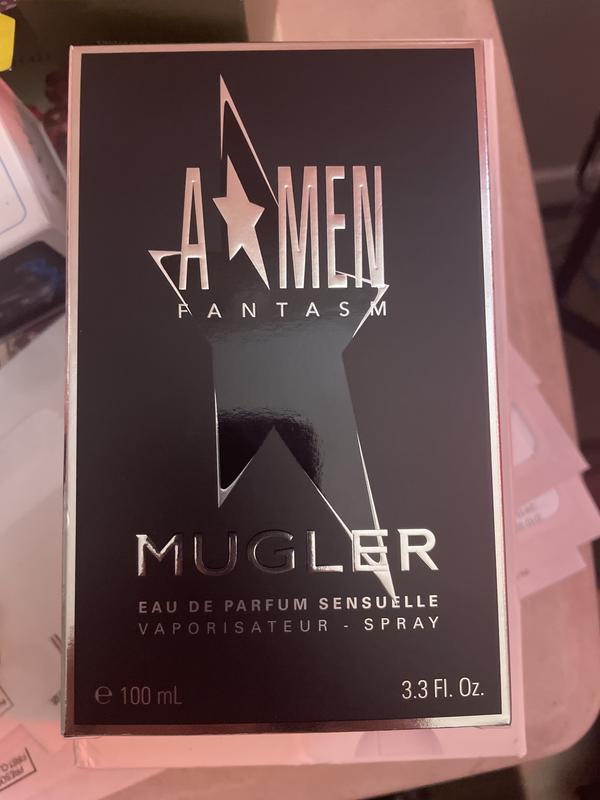 A★MEN
FANTASM
MUGLER
EAU DE PARFUM SENSUELLE
VAPORISATEUR - SPRAY
℮ 100 mL
3.3 Fl. Oz.